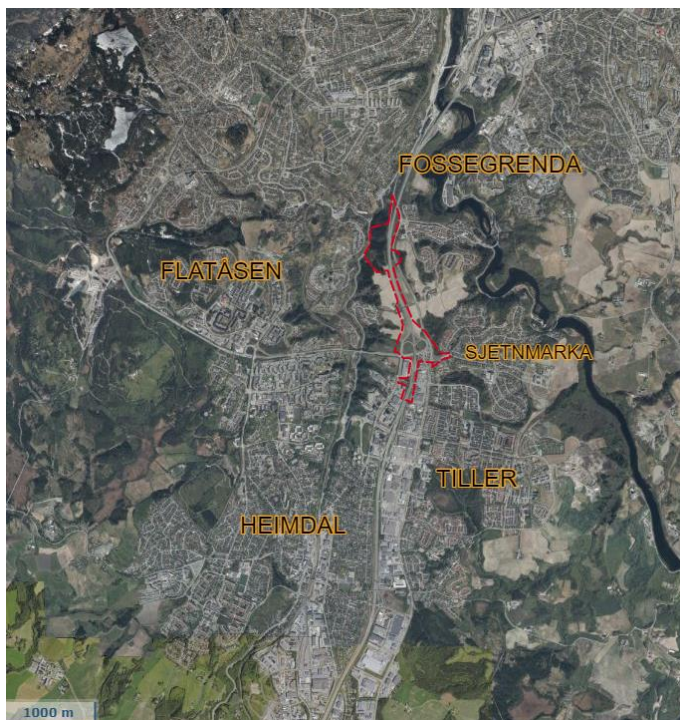 FOSSEGRENDA
FLATÅSEN
SJETNMARKA
TILLER
HEIMDAL
1000 m